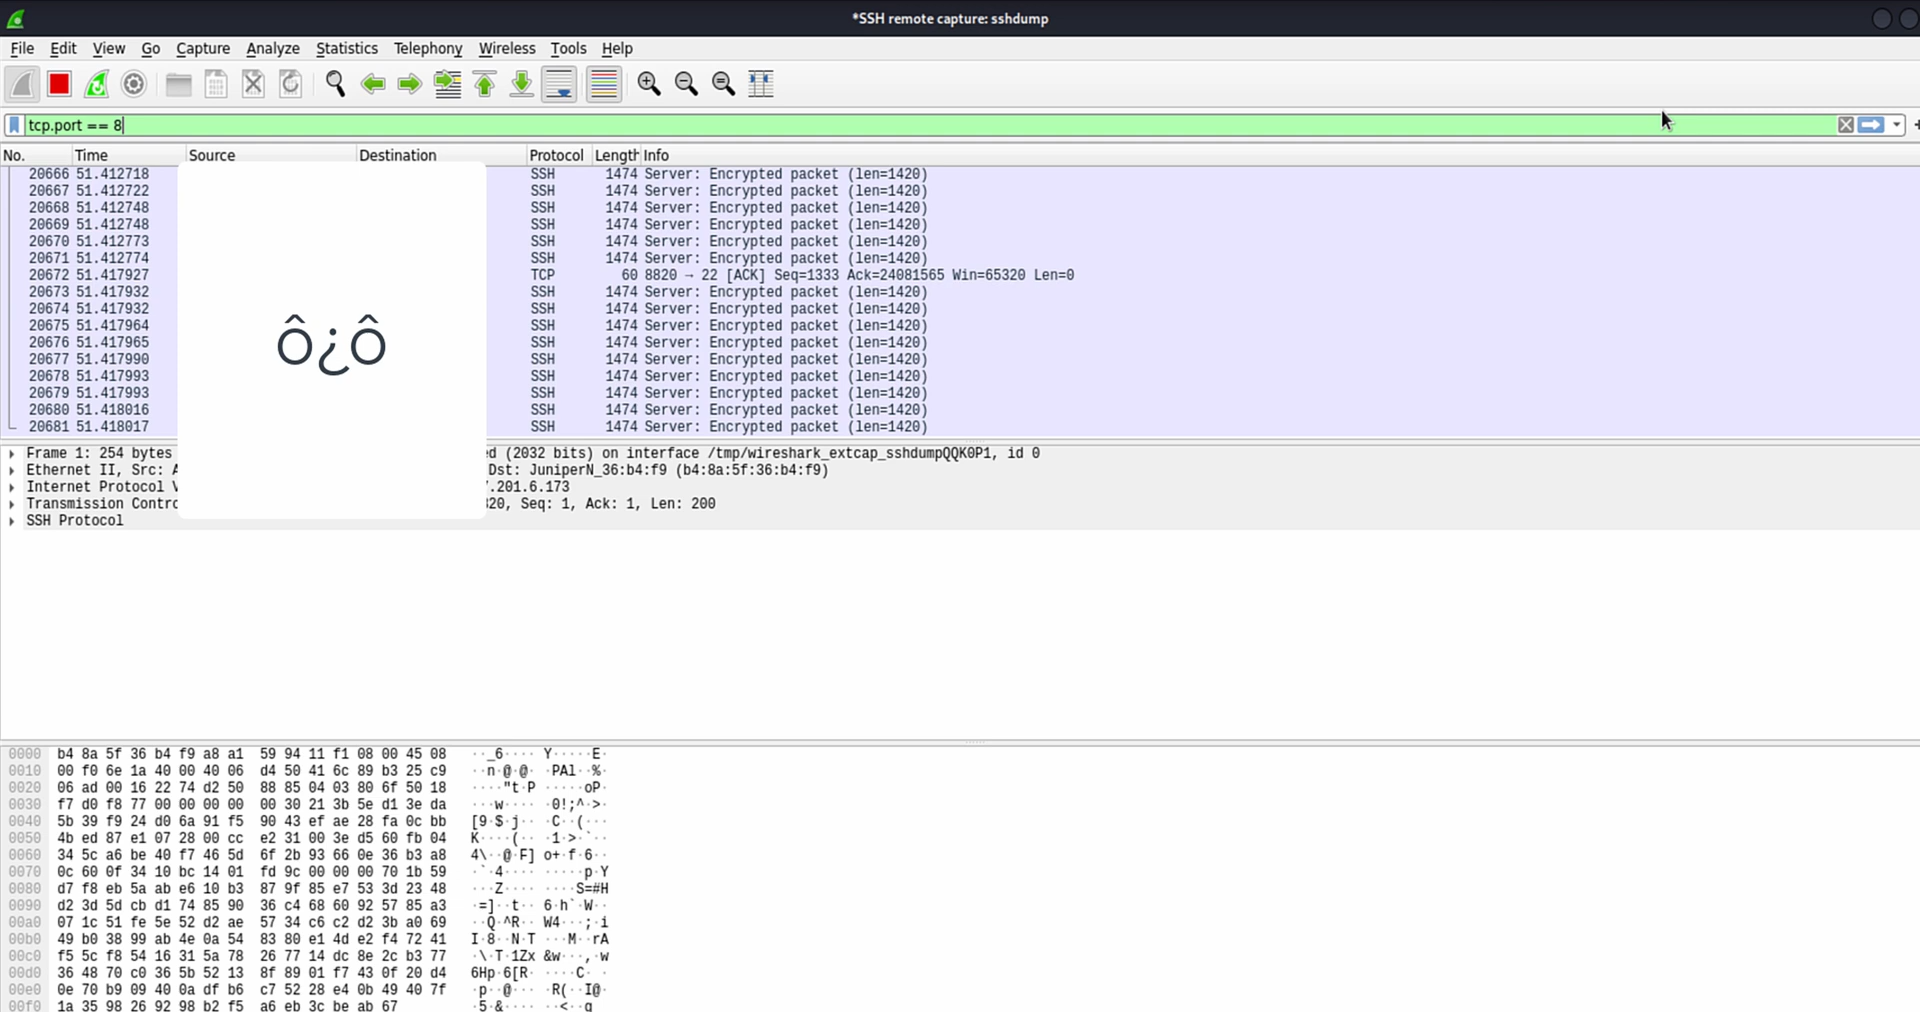 *SSH remote capture: sshdump
File Edit View Go Capture Analyze Statistics Telephony Wireless Tools Help
tcp.port == 8
No. Time Source Destination Protocol Length Info
20666 51.412718 SSH 1474 Server: Encrypted packet (len=1420)
20667 51.412722 SSH 1474 Server: Encrypted packet (len=1420)
20668 51.412748 SSH 1474 Server: Encrypted packet (len=1420)
20669 51.412748 SSH 1474 Server: Encrypted packet (len=1420)
20670 51.412773 SSH 1474 Server: Encrypted packet (len=1420)
20671 51.412774 SSH 1474 Server: Encrypted packet (len=1420)
20672 51.417927 TCP 60 8820 → 22 [ACK] Seq=1333 Ack=24081565 Win=65320 Len=0
20673 51.417932 SSH 1474 Server: Encrypted packet (len=1420)
20674 51.417932 SSH 1474 Server: Encrypted packet (len=1420)
20675 51.417964 SSH 1474 Server: Encrypted packet (len=1420)
20676 51.417965 SSH 1474 Server: Encrypted packet (len=1420)
20677 51.417990 SSH 1474 Server: Encrypted packet (len=1420)
20678 51.417993 SSH 1474 Server: Encrypted packet (len=1420)
20679 51.417993 SSH 1474 Server: Encrypted packet (len=1420)
20680 51.418016 SSH 1474 Server: Encrypted packet (len=1420)
20681 51.418017 SSH 1474 Server: Encrypted packet (len=1420)
Ô¿Ô
Frame 1: 254 bytes d (2032 bits) on interface /tmp/wireshark_extcap_sshdumpQQK0P1, id 0
Ethernet II, Src: A Dst: JuniperN_36:b4:f9 (b4:8a:5f:36:b4:f9)
Internet Protocol V .201.6.173
Transmission Contro 20, Seq: 1, Ack: 1, Len: 200
SSH Protocol
0000 b4 8a 5f 36 b4 f9 a8 a1 59 94 11 f1 08 00 45 08 ··_6···· Y·····E·
0010 00 f0 6e 1a 40 00 40 06 d4 50 41 6c 89 b3 25 c9 ··n·@·@· ·PAl··%·
0020 06 ad 00 16 22 74 d2 50 88 85 04 03 80 6f 50 18 ····"t·P ·····oP·
0030 f7 d0 f8 77 00 00 00 00 00 30 21 3b 5e d1 3e da ···w···· ·0!;^·>·
0040 5b 39 f9 24 d0 6a 91 f5 90 43 ef ae 28 fa 0c bb [9·$·j·· ·C··(···
0050 4b ed 87 e1 07 28 00 cc e2 31 00 3e d5 60 fb 04 K····(·· ·1·>·`··
0060 34 5c a6 be 40 f7 46 5d 6f 2b 93 66 0e 36 b3 a8 4\··@·F] o+·f·6··
0070 0c 60 0f 34 10 bc 14 01 fd 9c 00 00 00 70 1b 59 ·`·4···· ·····p·Y
0080 d7 f8 eb 5a ab e6 10 b3 87 9f 85 e7 53 3d 23 48 ···Z···· ····S=#H
0090 d2 3d 5d cb d1 74 85 90 36 c4 68 60 92 57 85 a3 ·=]··t·· 6·h`·W··
00a0 07 1c 51 fe 5e 52 d2 ae 57 34 c6 c2 d2 3b a0 69 ··Q·^R·· W4···;·i
00b0 49 b0 38 99 ab 4e 0a 54 83 80 e1 4d e2 f4 72 41 I·8··N·T ···M··rA
00c0 f5 5c f8 54 16 31 5a 78 26 77 14 dc 8e 2c b3 77 ·\·T·1Zx &w···,·w
00d0 36 48 70 c0 36 5b 52 13 8f 89 01 f7 43 0f 20 d4 6Hp·6[R· ····C· ·
00e0 0e 70 b9 09 40 0a df b6 c7 52 28 e4 0b 49 40 7f ·p··@··· ·R(··I@·
00f0 1a 35 98 26 92 98 b2 f5 a6 eb 3c be ab 67 ·5·&···· ··<··g